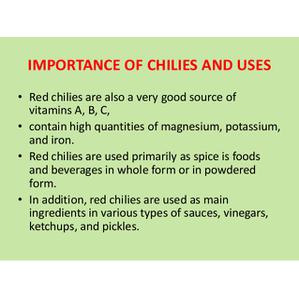 IMPORTANCE OF CHILIES AND USES
• Red chilies are also a very good source of
vitamins A, B, C,
• contain high quantities of magnesium, potassium,
and iron.
• Red chilies are used primarily as spice is foods
and beverages in whole form or in powdered
form.
• In addition, red chilies are used as main
ingredients in various types of sauces, vinegars,
ketchups, and pickles.